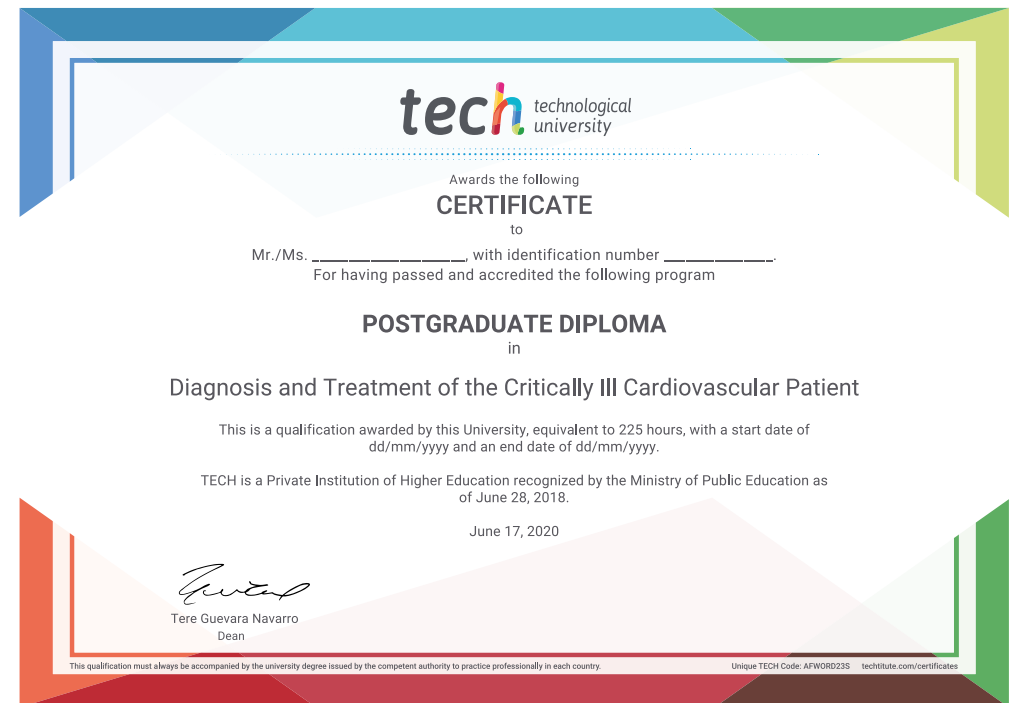 tech technological
university
Awards the following
CERTIFICATE
to
Mr./Ms. ____________________, with identification number ______________.
For having passed and accredited the following program
POSTGRADUATE DIPLOMA
in
Diagnosis and Treatment of the Critically Ill Cardiovascular Patient
This is a qualification awarded by this University, equivalent to 225 hours, with a start date of
dd/mm/yyyy and an end date of dd/mm/yyyy.
TECH is a Private Institution of Higher Education recognized by the Ministry of Public Education as
of June 28, 2018.
June 17, 2020
Tere Guevara Navarro
Dean
This qualification must always be accompanied by the university degree issued by the competent authority to practice professionally in each country. Unique TECH Code: AFWORD23S techtitute.com/certificates